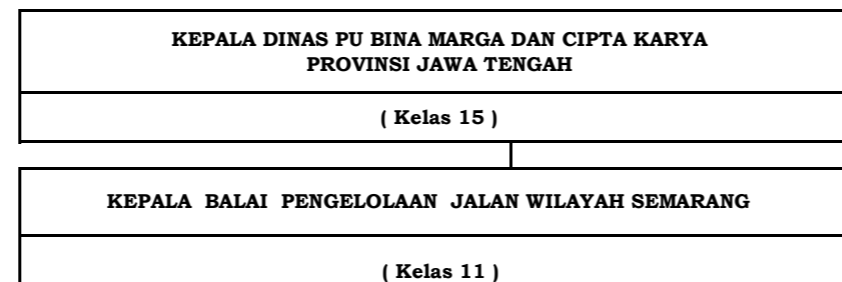 KEPALA DINAS PU BINA MARGA DAN CIPTA KARYA
PROVINSI JAWA TENGAH
( Kelas 15 )
KEPALA BALAI PENGELOLAAN JALAN WILAYAH SEMARANG
( Kelas 11 )